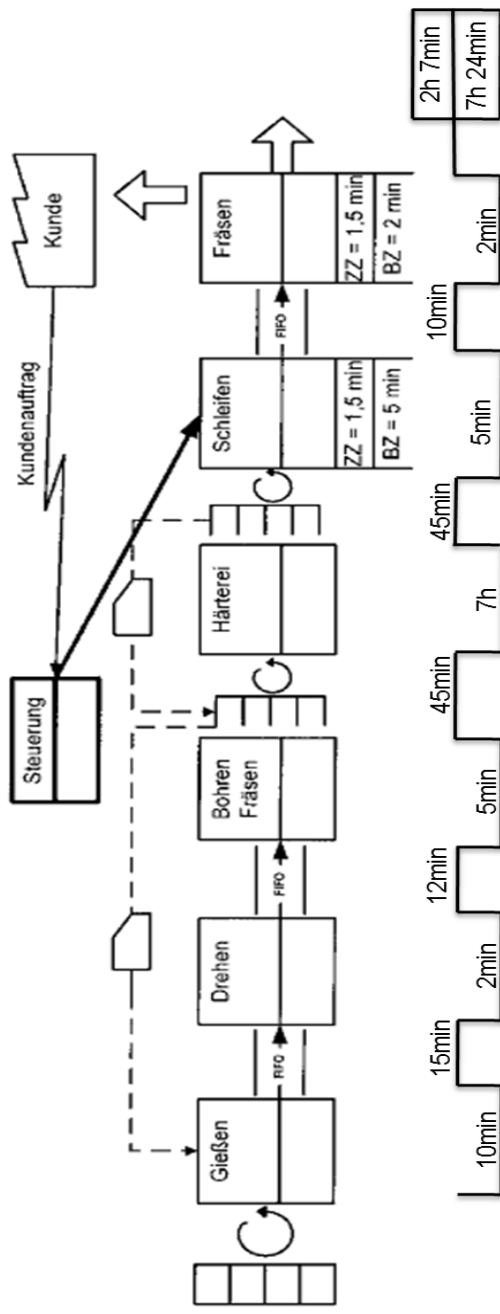 Steuerung
Kundenauftrag
Kunde
Gießen
FIFO
Drehen
FIFO
Bohren
Fräsen
Härterei
Schleifen
ZZ = 1,5 min
BZ = 5 min
FIFO
Fräsen
ZZ = 1,5 min
BZ = 2 min
10min
15min
2min
12min
5min
45min
7h
45min
5min
10min
2min
2h 7min
7h 24min